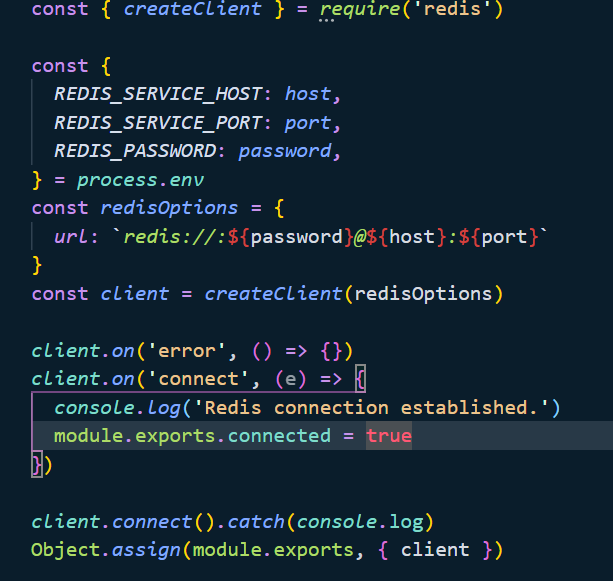 const { createClient } = require('redis')
const {
REDIS_SERVICE_HOST: host,
REDIS_SERVICE_PORT: port,
REDIS_PASSWORD: password,
} = process.env
const redisOptions = {
url: `redis://:${password}@${host}:${port}`
}
const client = createClient(redisOptions)
client.on('error', () => {})
client.on('connect', (e) => {
console.log('Redis connection established.')
module.exports.connected = true
})
client.connect().catch(console.log)
Object.assign(module.exports, { client })